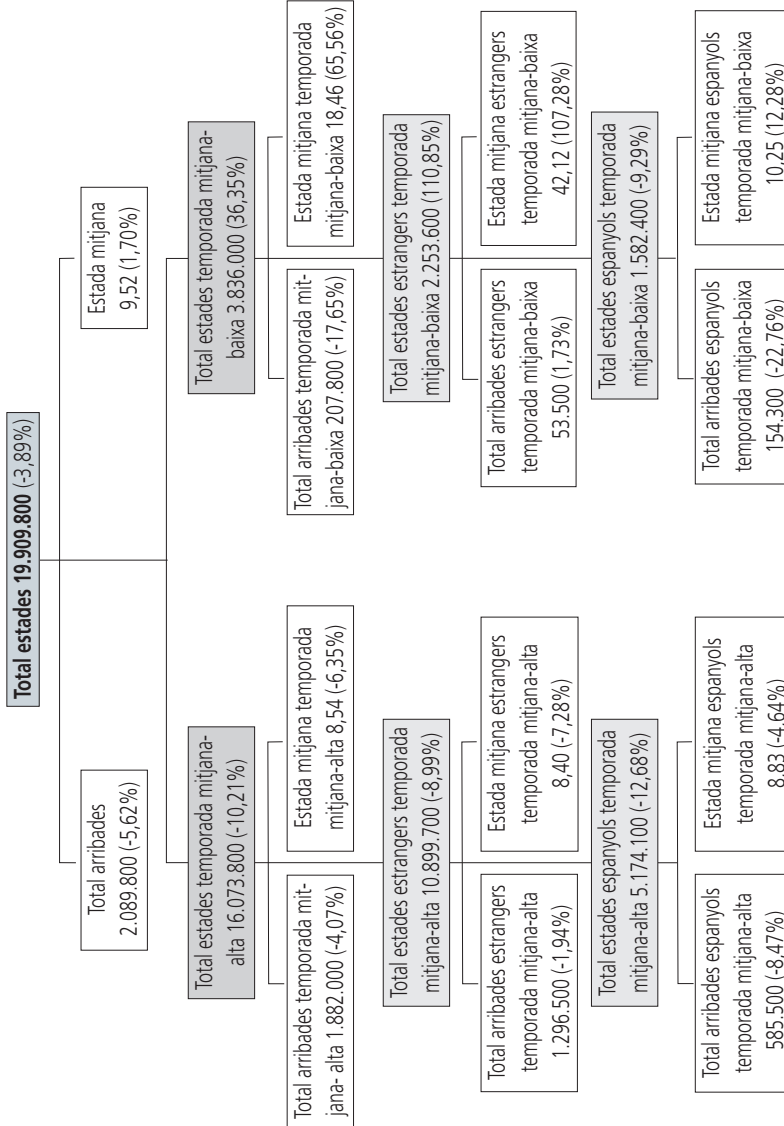 Total estades 19.909.800 (-3,89%)
Total arribades
2.089.800 (-5,62%)
Estada mitjana
9,52 (1,70%)
Total estades temporada mitjana-
alta 16.073.800 (-10,21%)
Total arribades temporada mit-
jana- alta 1.882.000 (-4,07%)
Estada mitjana temporada
mitjana-alta 8,54 (-6,35%)
Total estades estrangers temporada
mitjana-alta 10.899.700 (-8,99%)
Total arribades estrangers
temporada mitjana-alta
1.296.500 (-1,94%)
Estada mitjana estrangers
temporada mitjana-alta
8,40 (-7,28%)
Total estades espanyols temporada
mitjana-alta 5.174.100 (-12,68%)
Total arribades espanyols
temporada mitjana-alta
585.500 (-8,47%)
Estada mitjana espanyols
temporada mitjana-alta
8,83 (-4,64%)
Total estades temporada mitjana-
baixa 3.836.000 (36,35%)
Total arribades temporada mit-
jana-baixa 207.800 (-17,65%)
Estada mitjana temporada
mitjana-baixa 18,46 (65,56%)
Total estades estrangers temporada
mitjana-baixa 2.253.600 (110,85%)
Total arribades estrangers
temporada mitjana-baixa
53.500 (1,73%)
Estada mitjana estrangers
temporada mitjana-baixa
42,12 (107,28%)
Total estades espanyols temporada
mitjana-baixa 1.582.400 (-9,29%)
Total arribades espanyols
temporada mitjana-baixa
154.300 (-22,76%)
Estada mitjana espanyols
temporada mitjana-baixa
10,25 (12,28%)